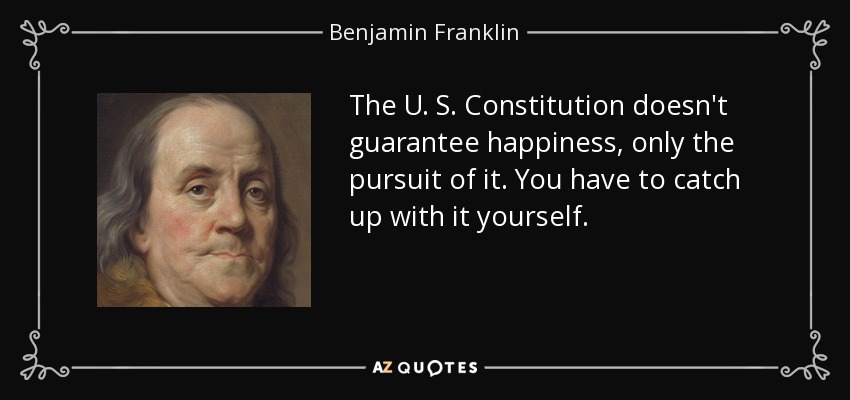 Benjamin Franklin
The U. S. Constitution doesn't
guarantee happiness, only the
pursuit of it. You have to catch
up with it yourself.
AZ QUOTES